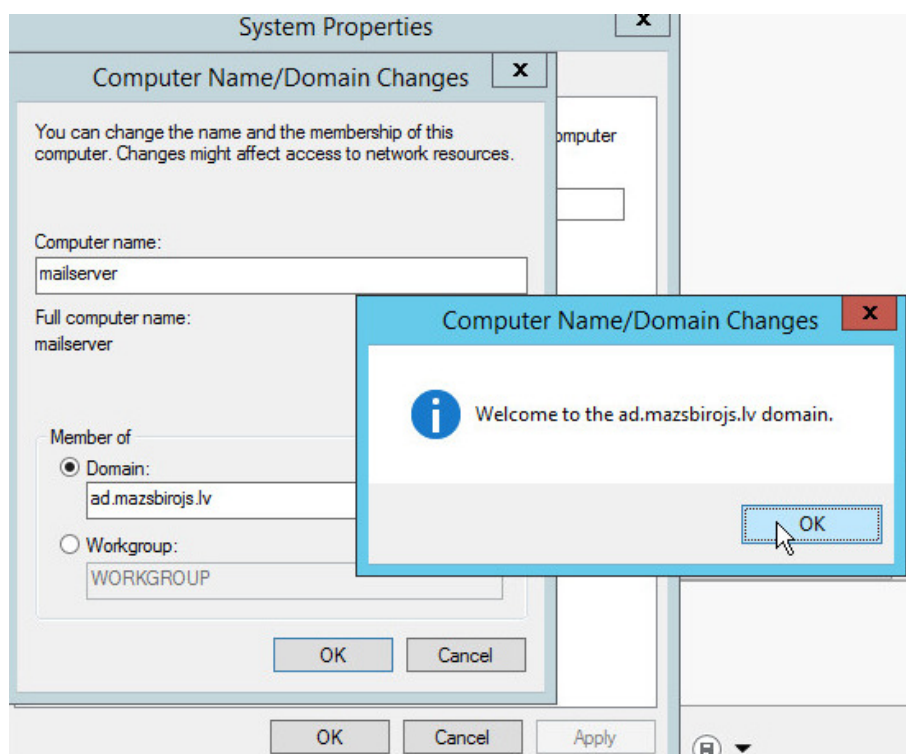 System Properties
x
Computer Name/Domain Changes
x
You can change the name and the membership of this
computer. Changes might affect access to network resources.
omputer
Computer name:
mailserver
Full computer name:
mailserver
Member of
Domain:
ad.mazsbirojs.lv
Workgroup:
WORKGROUP
OK
Cancel
Computer Name/Domain Changes
x
Welcome to the ad.mazsbirojs.lv domain.
OK
OK
Cancel
Apply